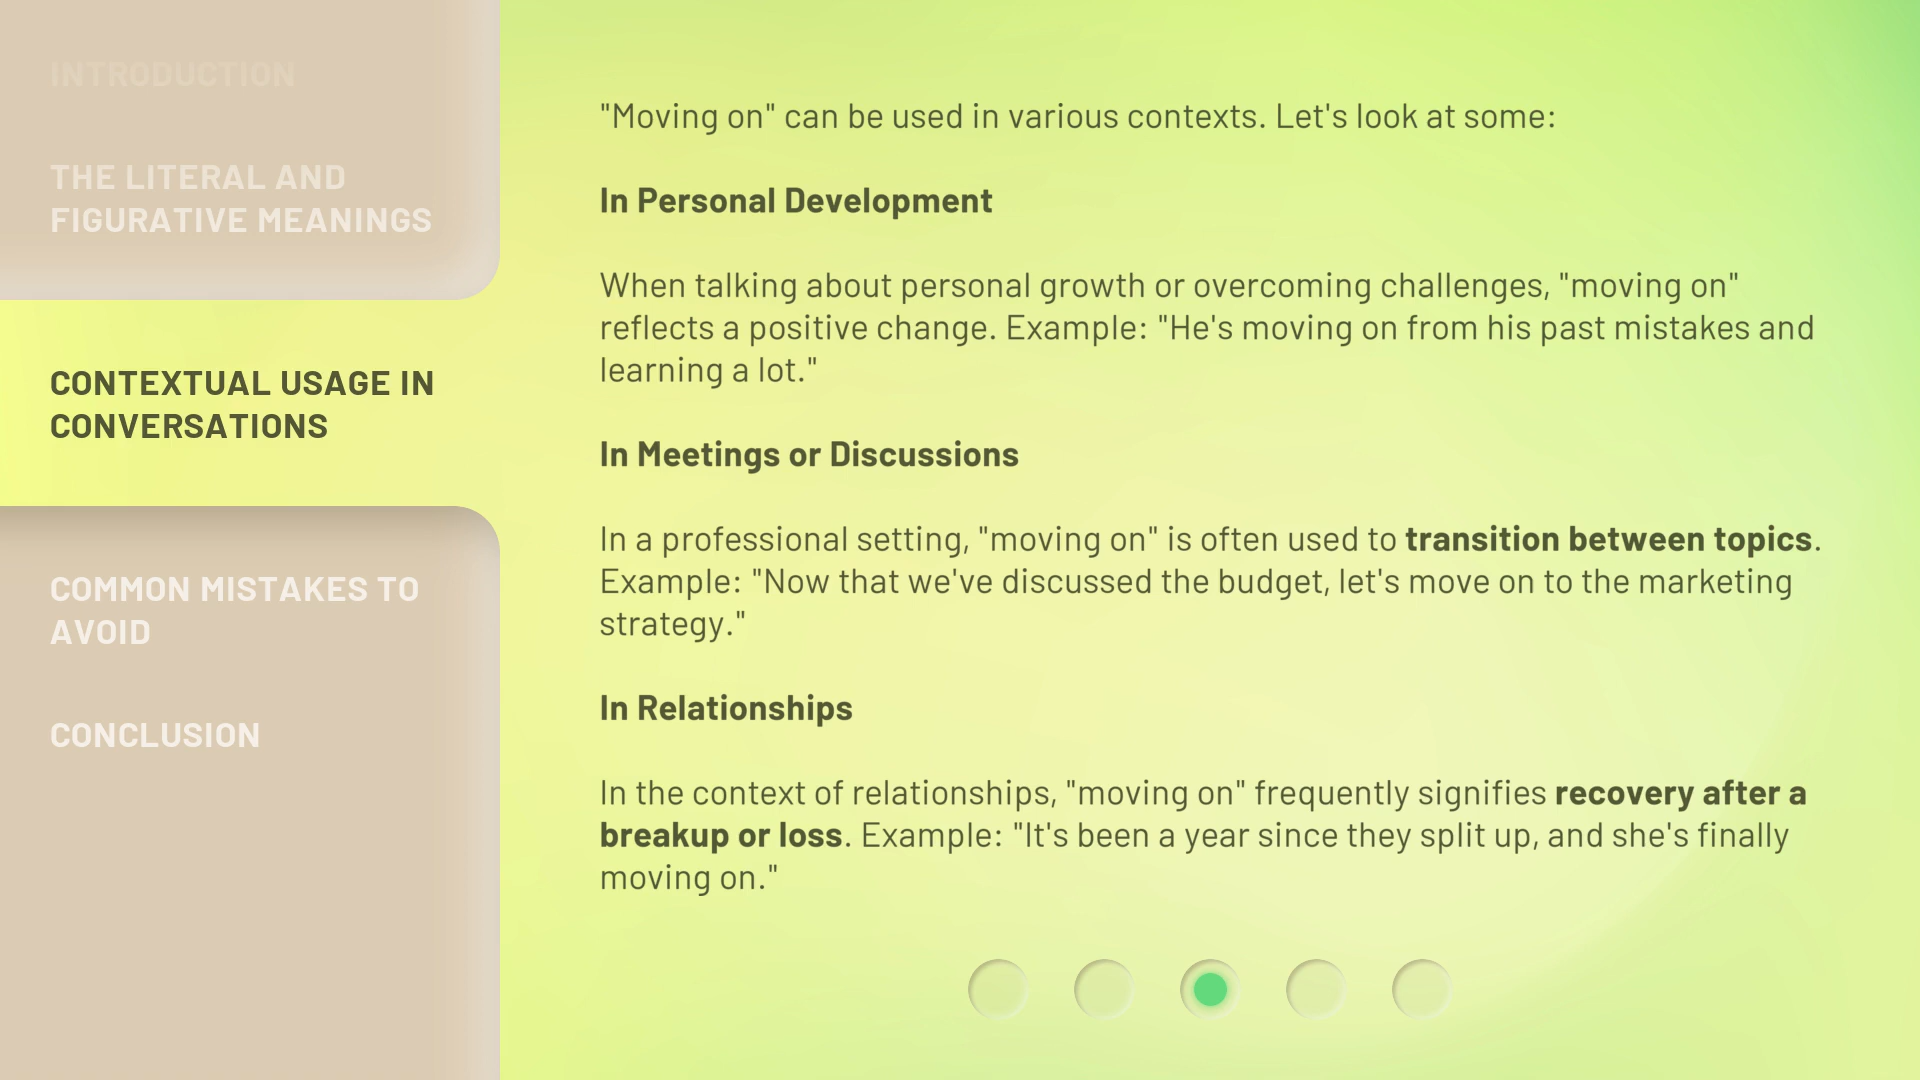 INTRODUCTION
THE LITERAL AND
FIGURATIVE MEANINGS
CONTEXTUAL USAGE IN
CONVERSATIONS
COMMON MISTAKES TO
AVOID
CONCLUSION
"Moving on" can be used in various contexts. Let's look at some:
In Personal Development
When talking about personal growth or overcoming challenges, "moving on"
reflects a positive change. Example: "He's moving on from his past mistakes and
learning a lot."
In Meetings or Discussions
In a professional setting, "moving on" is often used to transition between topics.
Example: "Now that we've discussed the budget, let's move on to the marketing
strategy."
In Relationships
In the context of relationships, "moving on" frequently signifies recovery after a
breakup or loss. Example: "It's been a year since they split up, and she's finally
moving on."